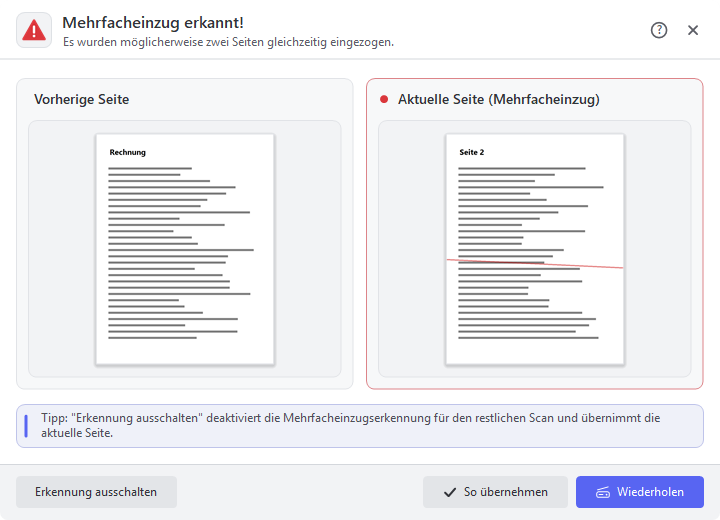 Mehrfacheinzug erkannt!
Es wurden möglicherweise zwei Seiten gleichzeitig eingezogen.
Vorherige Seite
Rechnung
Aktuelle Seite (Mehrfacheinzug)
Seite 2
Tipp: "Erkennung ausschalten" deaktiviert die Mehrfacheinzugserkennung für den restlichen Scan und übernimmt die
aktuelle Seite.
Erkennung ausschalten
So übernehmen
Wiederholen